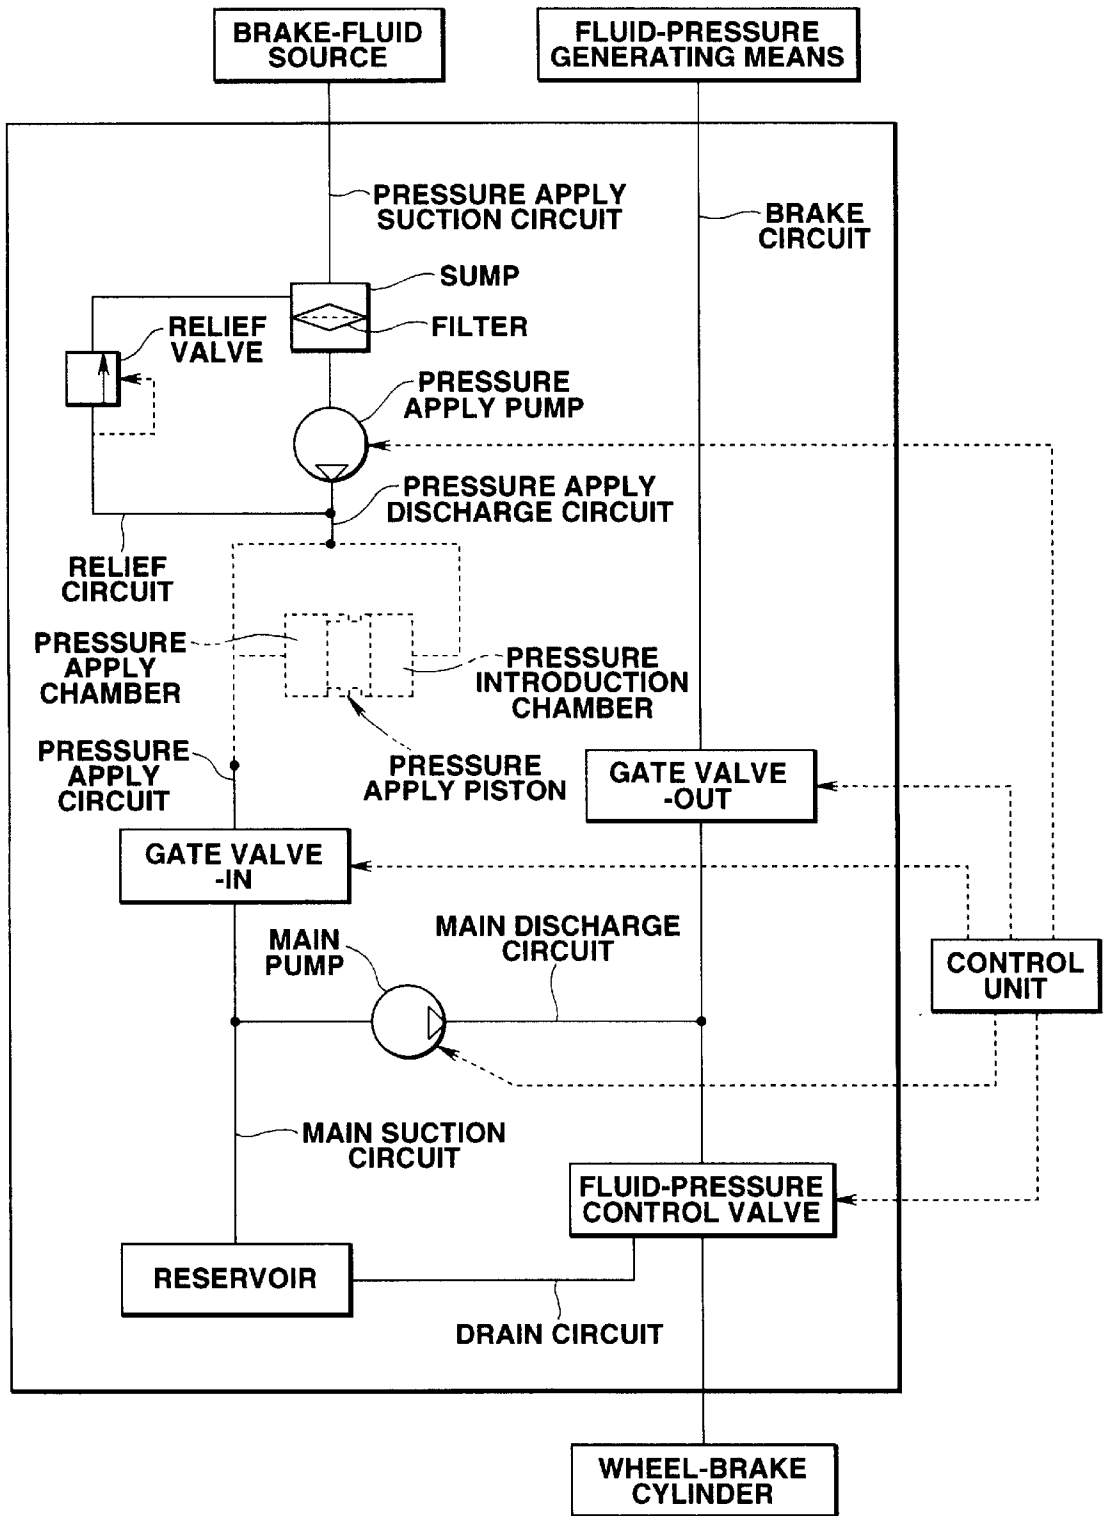 BRAKE-FLUID
SOURCE
FLUID-PRESSURE
GENERATING MEANS
PRESSURE APPLY
SUCTION CIRCUIT
BRAKE
CIRCUIT
SUMP
FILTER
RELIEF
VALVE
PRESSURE
APPLY PUMP
PRESSURE APPLY
DISCHARGE CIRCUIT
RELIEF
CIRCUIT
PRESSURE
APPLY
CHAMBER
PRESSURE
INTRODUCTION
CHAMBER
PRESSURE
APPLY
CIRCUIT
PRESSURE
APPLY PISTON
GATE VALVE
-OUT
GATE VALVE
-IN
MAIN
PUMP
MAIN DISCHARGE
CIRCUIT
CONTROL
UNIT
MAIN SUCTION
CIRCUIT
FLUID-PRESSURE
CONTROL VALVE
RESERVOIR
DRAIN CIRCUIT
WHEEL-BRAKE
CYLINDER